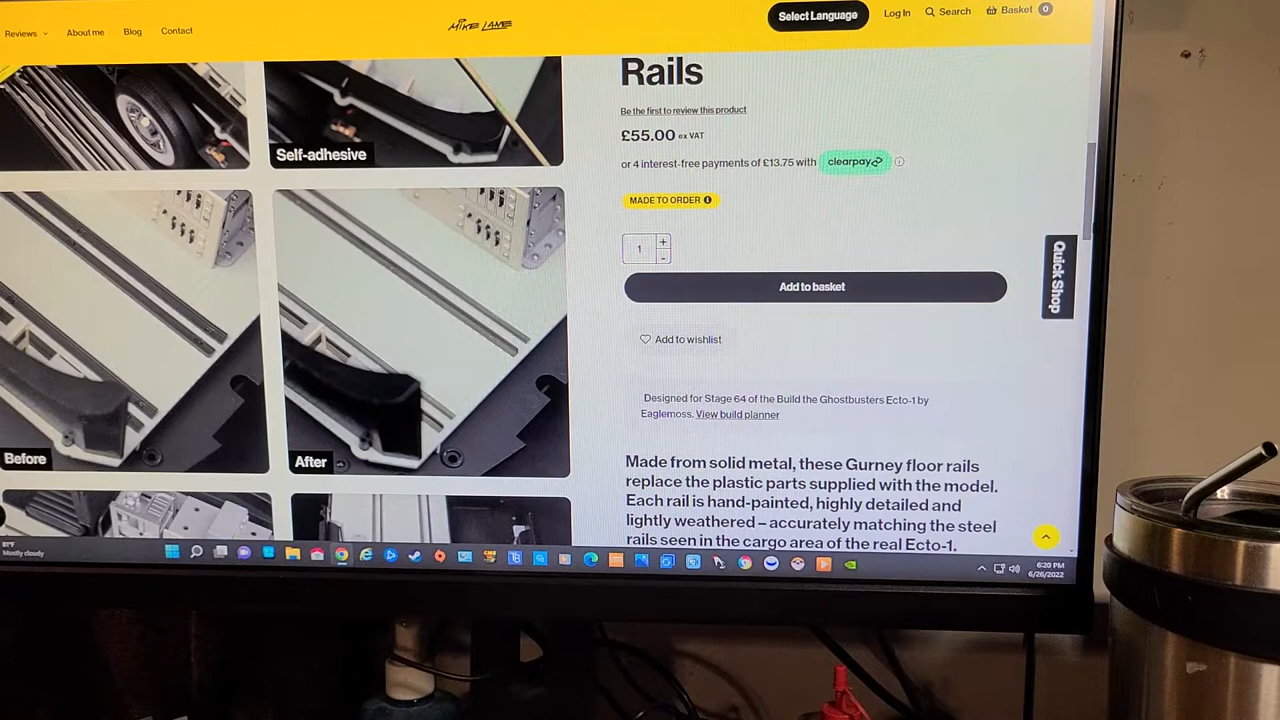 Reviews
About me
Blog
Contact
MIKE LANE
Select Language
Log In
Search
Basket 0
Self-adhesive
Before
After
Rails
Be the first to review this product
£55.00 ex VAT
or 4 interest-free payments of £13.75 with clearpay
MADE TO ORDER
1
+
-
Add to basket
Add to wishlist
Quick Shop
Designed for Stage 64 of the Build the Ghostbusters Ecto-1 by
Eaglemoss. View build planner
Made from solid metal, these Gurney floor rails
replace the plastic parts supplied with the model.
Each rail is hand-painted, highly detailed and
lightly weathered – accurately matching the steel
rails seen in the cargo area of the real Ecto-1.
Mostly cloudy
6:20 PM
6/26/2022